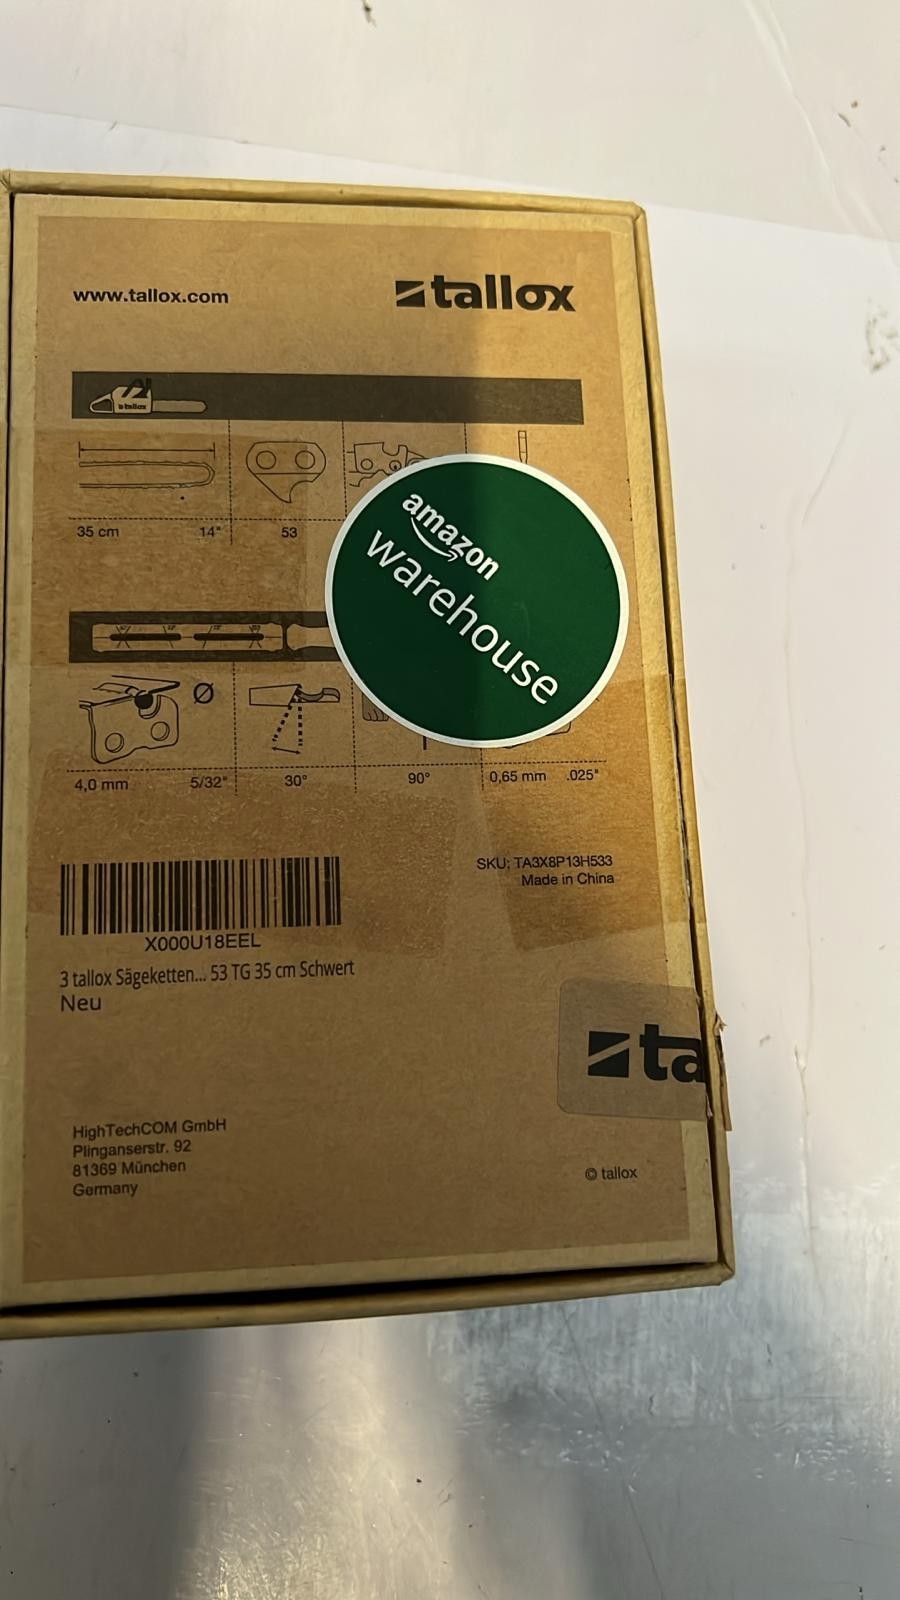 www.tallox.com
tallox
tallox
35 cm 14" 53
amazon
warehouse
4,0 mm 5/32" 30° 90° 0,65 mm .025"
SKU: TA3X8P13H533
Made in China
X000U18EEL
3 tallox Sägeketten... 53 TG 35 cm Schwert
Neu
ta
HighTechCOM GmbH
Plinganserstr. 92
81369 München
Germany
© tallox